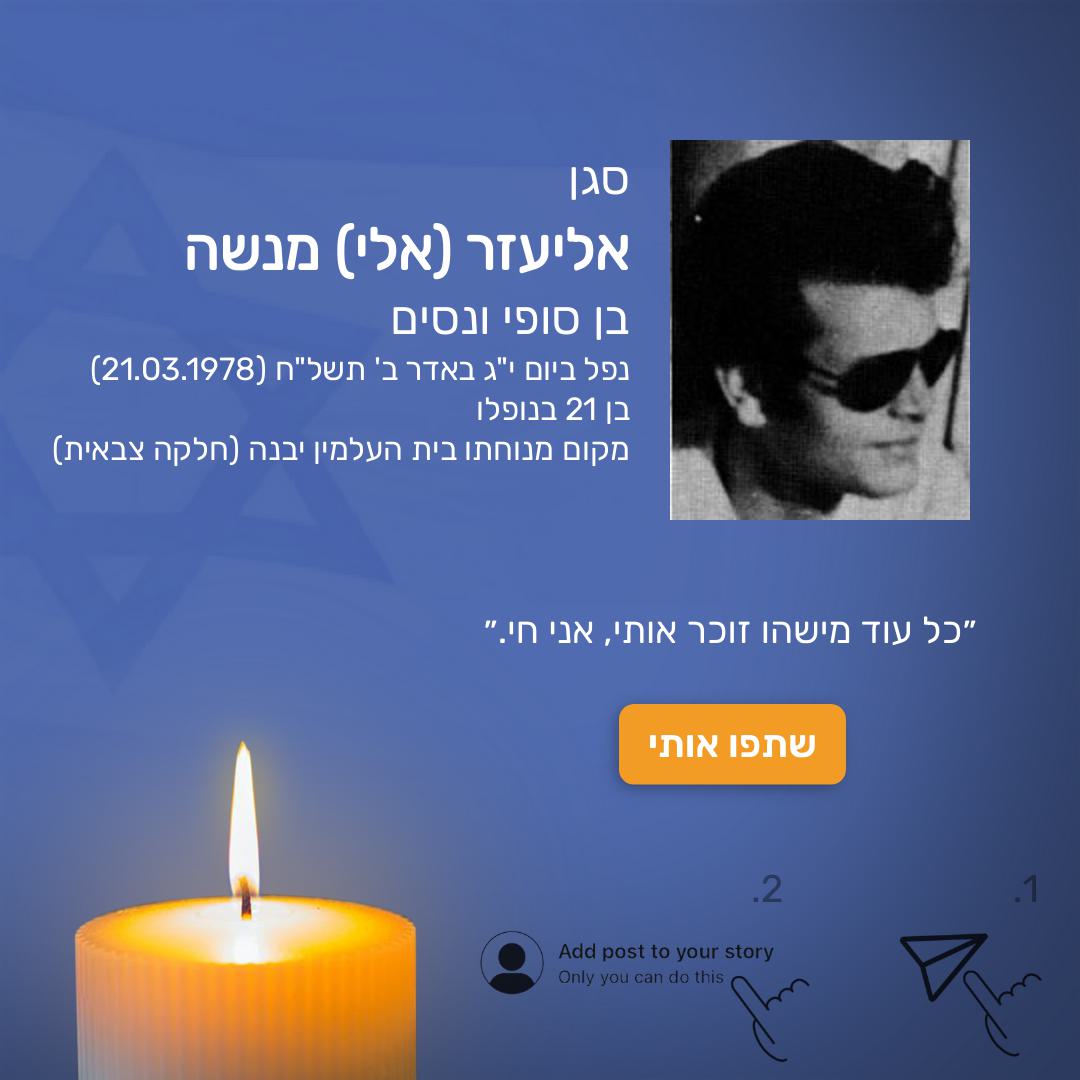 סגן
אליעזר (אלי) מנשה
בן סופי ונסים
נפל ביום י"ג באדר ב' תשל"ח (21.03.1978)
בן 21 בנופלו
מקום מנוחתו בית העלמין יבנה (חלקה צבאית)
״כל עוד מישהו זוכר אותי, אני חי.״
שתפו אותי
1.
2.
Add post to your story
Only you can do this